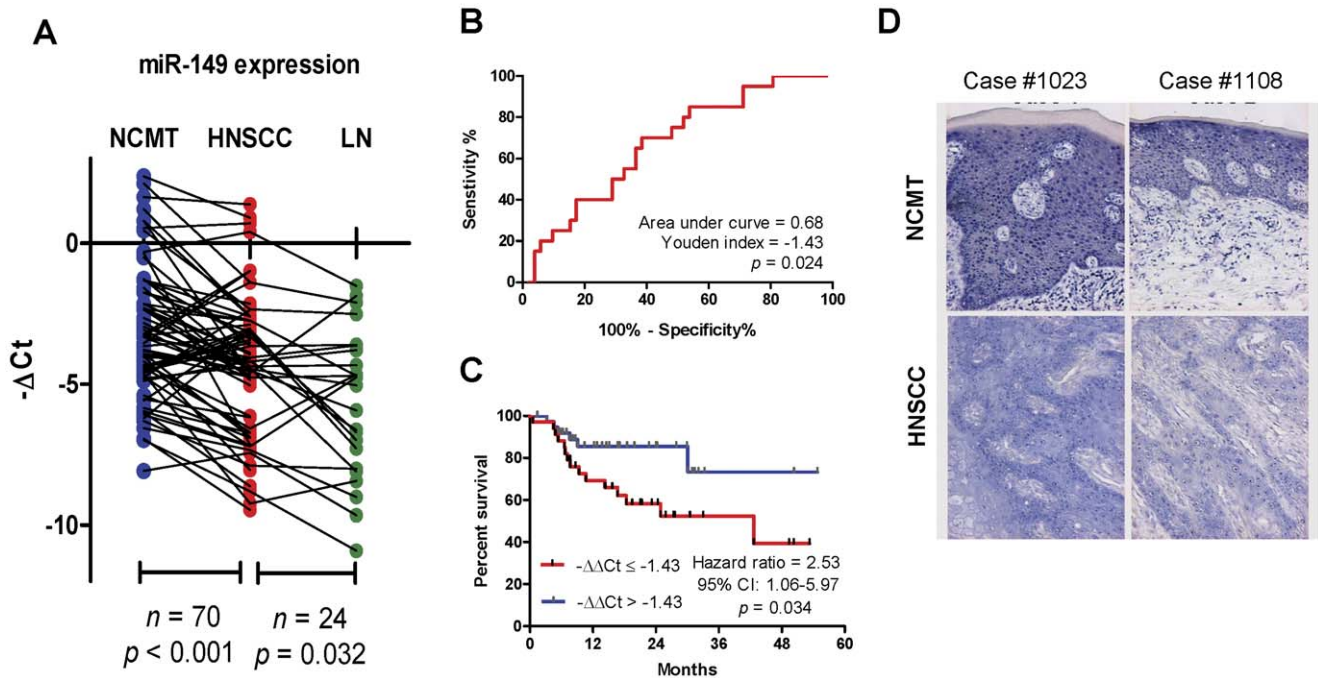 A
miR-149 expression
NCMT HNSCC LN
0
-5
-10
-ΔCt
n = 70
p < 0.001
n = 24
p = 0.032
B
Senstivity %
100
80
60
40
20
0
0 20 40 60 80 100
100% - Specificity%
Area under curve = 0.68
Youden index = -1.43
p = 0.024
C
Percent survival
100
80
60
40
20
0
0 12 24 36 48 60
Months
-ΔΔCt ≤ -1.43
-ΔΔCt > -1.43
Hazard ratio = 2.53
95% CI: 1.06-5.97
p = 0.034
D
Case #1023 Case #1108
NCMT
HNSCC